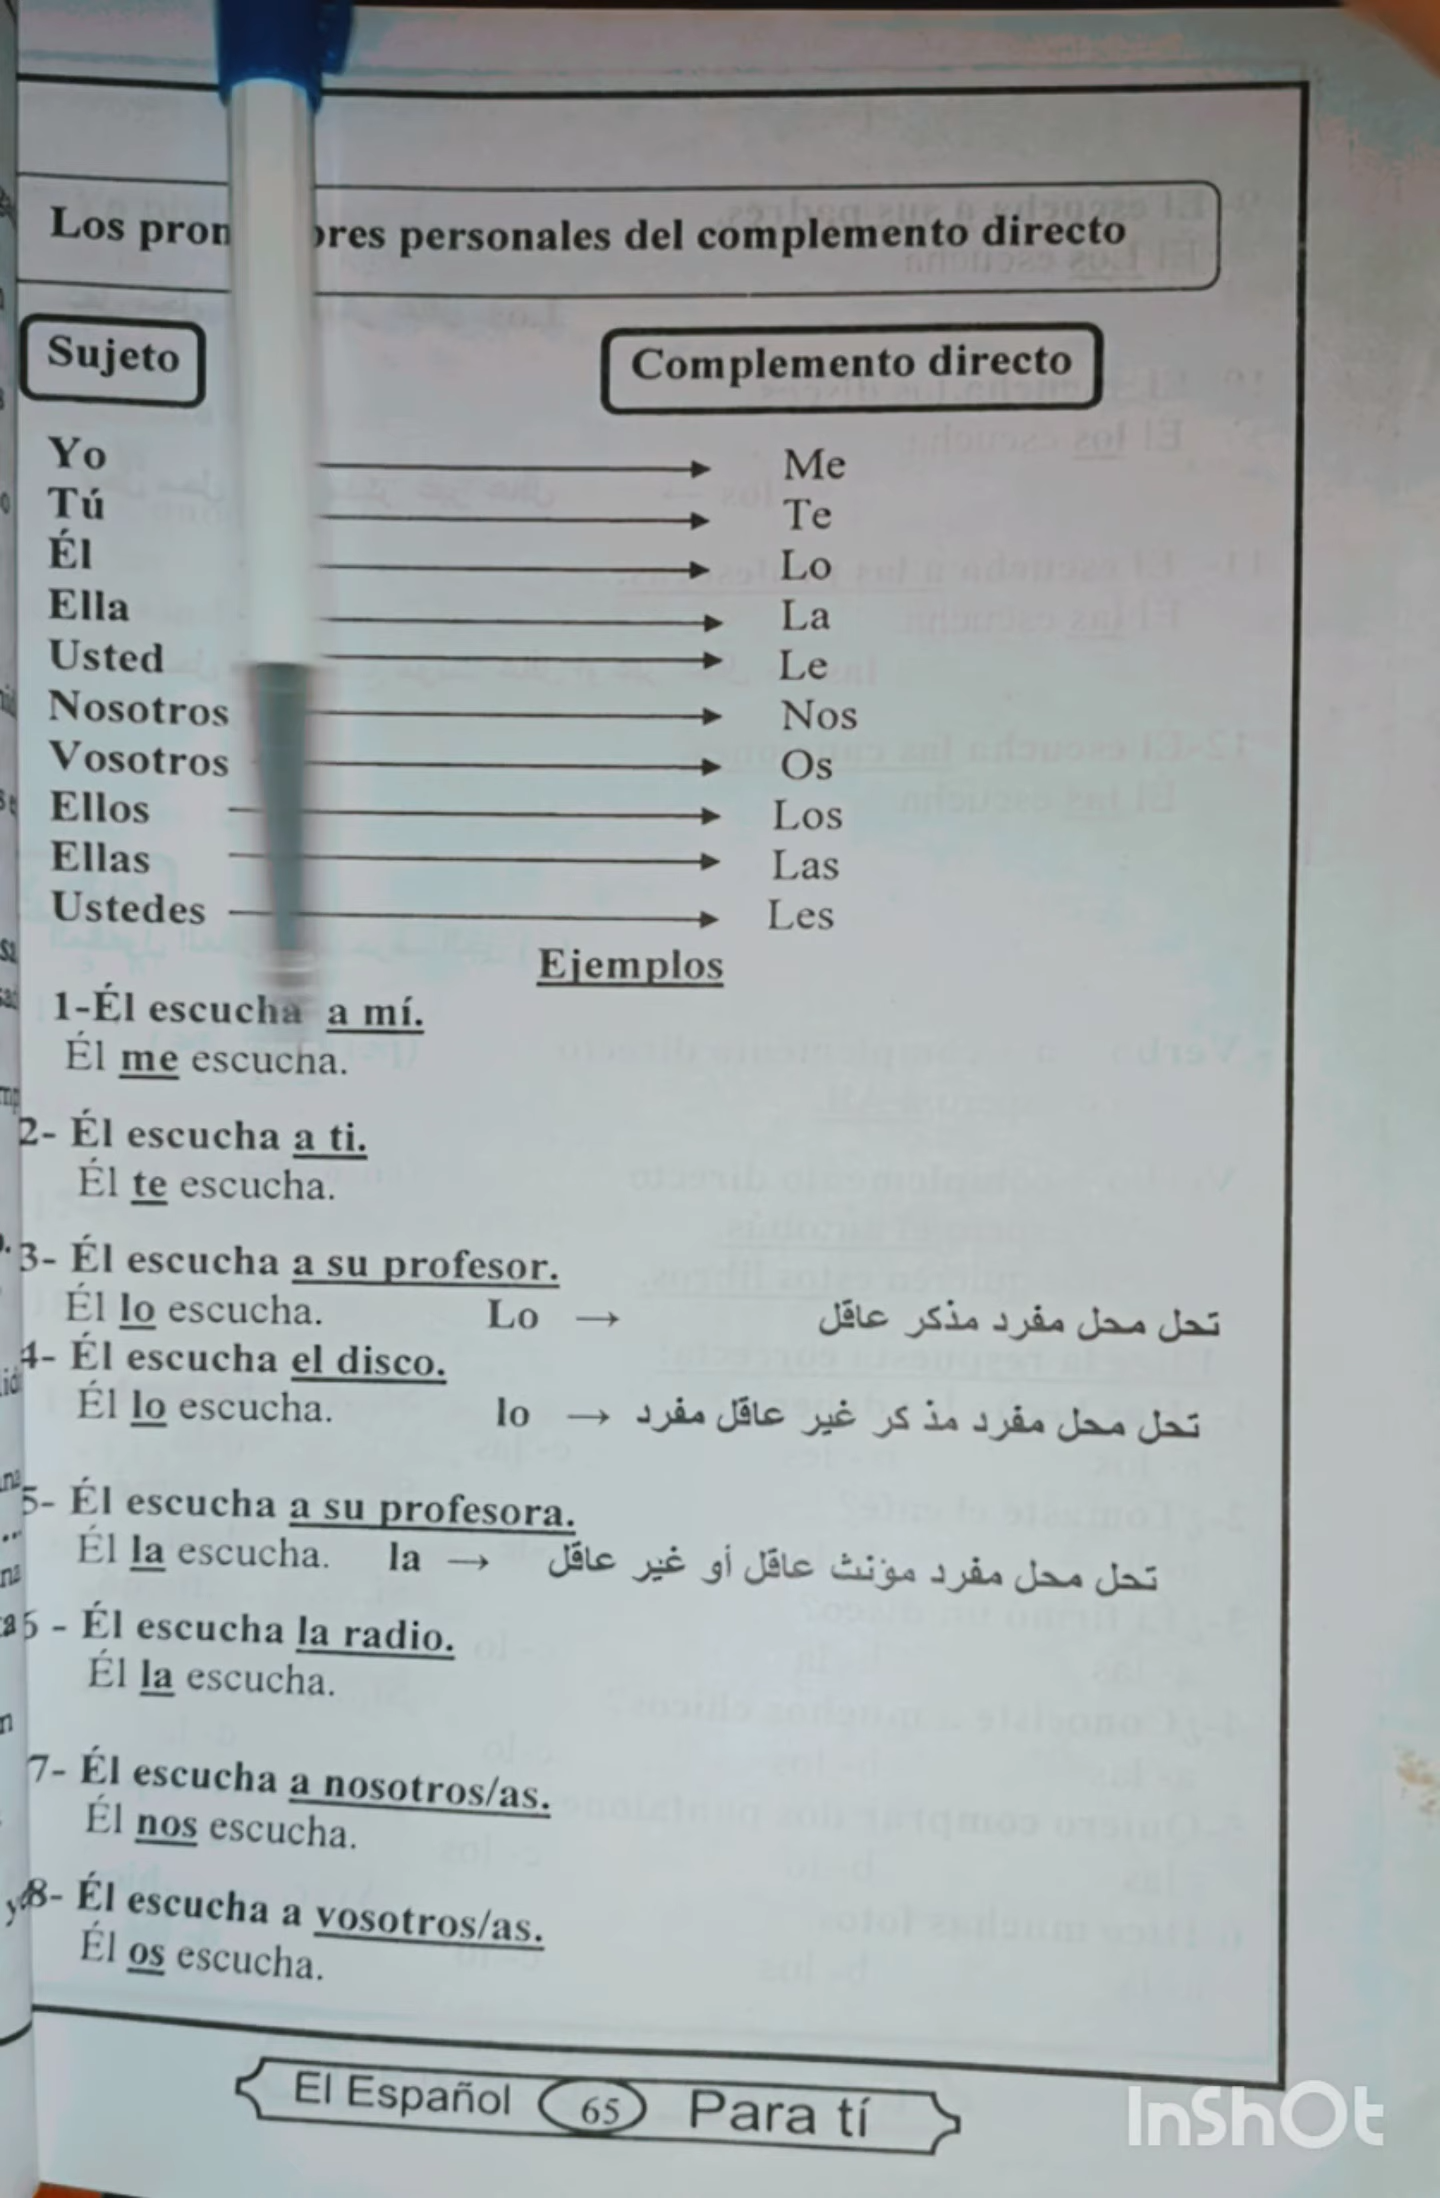 Los pron ores personales del complemento directo
Sujeto Complemento directo
Yo Me
Tú Te
Él Lo
Ella La
Usted Le
Nosotros Nos
Vosotros Os
Ellos Los
Ellas Las
Ustedes Les
Ejemplos
1-Él escucha a mí.
Él me escucha.
2- Él escucha a ti.
Él te escucha.
3- Él escucha a su profesor.
Él lo escucha. Lo → تحل محل مفرد مذكر عاقل
4- Él escucha el disco.
Él lo escucha. lo → تحل محل مفرد مذ كر غير عاقل مفرد
5- Él escucha a su profesora.
Él la escucha. la → تحل محل مفرد مؤنث عاقل أو غير عاقل
6 - Él escucha la radio.
Él la escucha.
7- Él escucha a nosotros/as.
Él nos escucha.
8- Él escucha a vosotros/as.
Él os escucha.
El Español 65 Para tí
InShOt